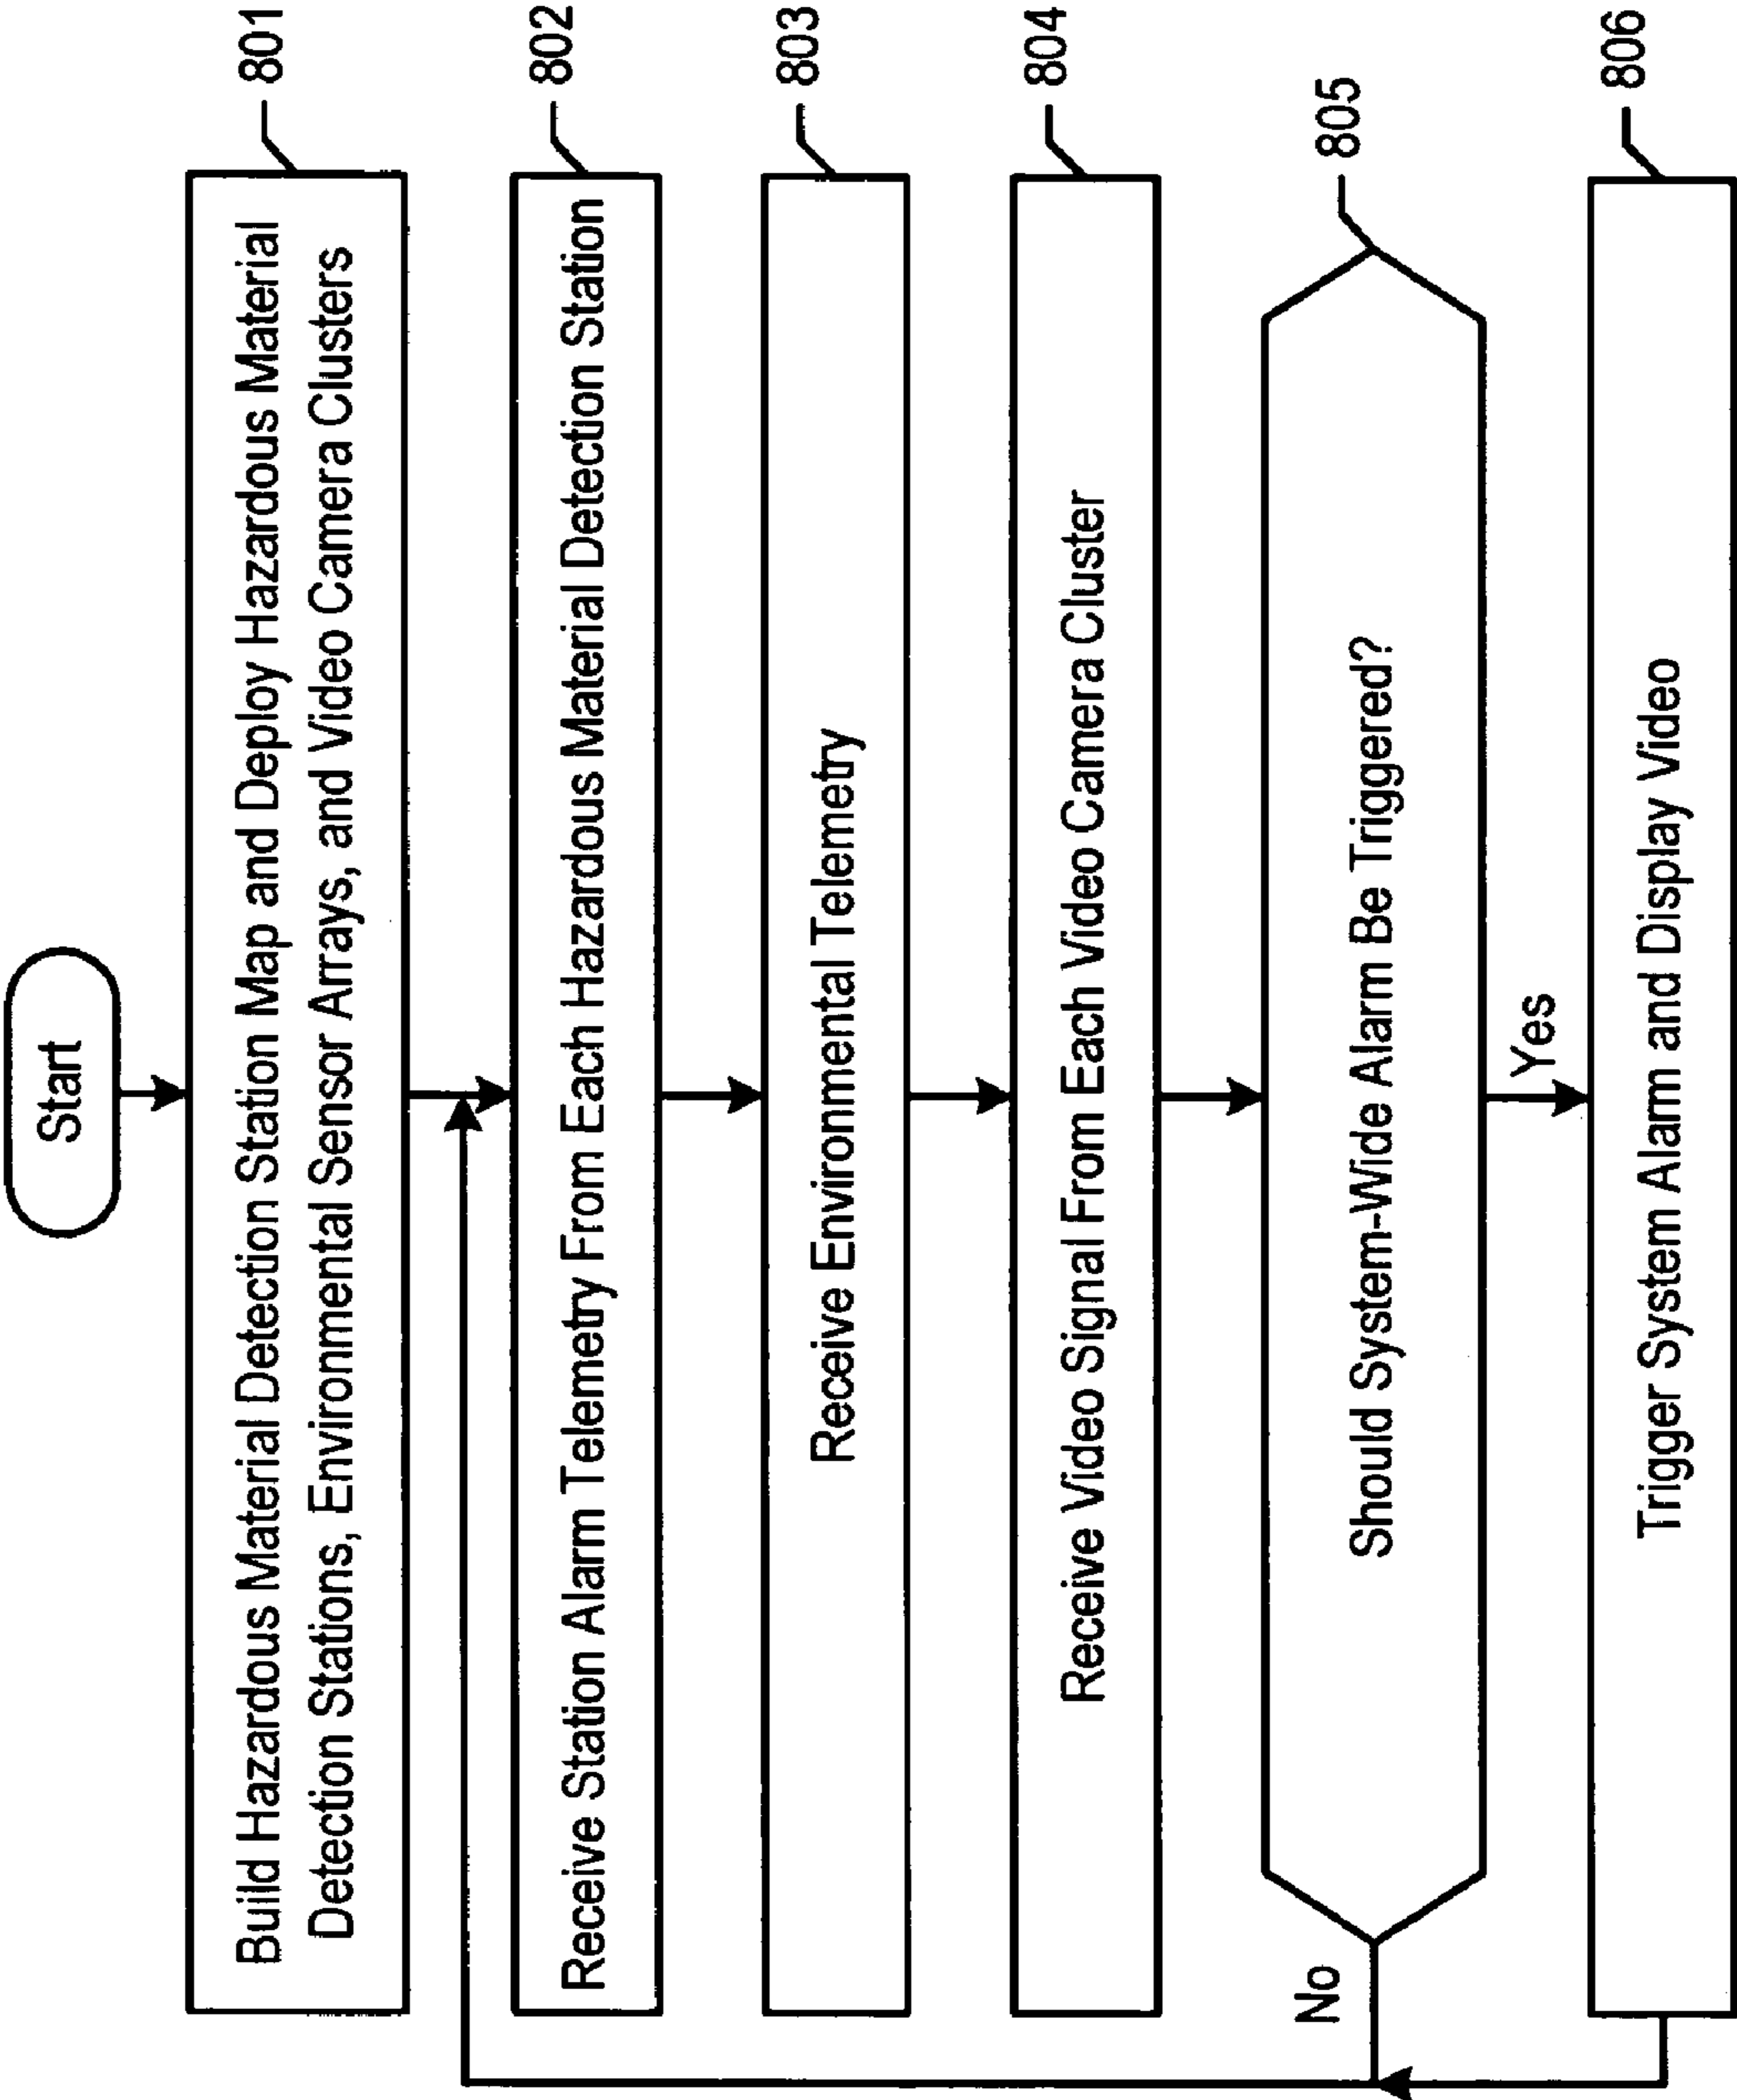 Start
Build Hazardous Material Detection Station Map and Deploy Hazardous Material
Detection Stations, Environmental Sensor Arrays, and Video Camera Clusters
801
Receive Station Alarm Telemetry From Each Hazardous Material Detection Station
802
Receive Environmental Telemetry
803
Receive Video Signal From Each Video Camera Cluster
804
Should System-Wide Alarm Be Triggered?
805
No
Yes
Trigger System Alarm and Display Video
806